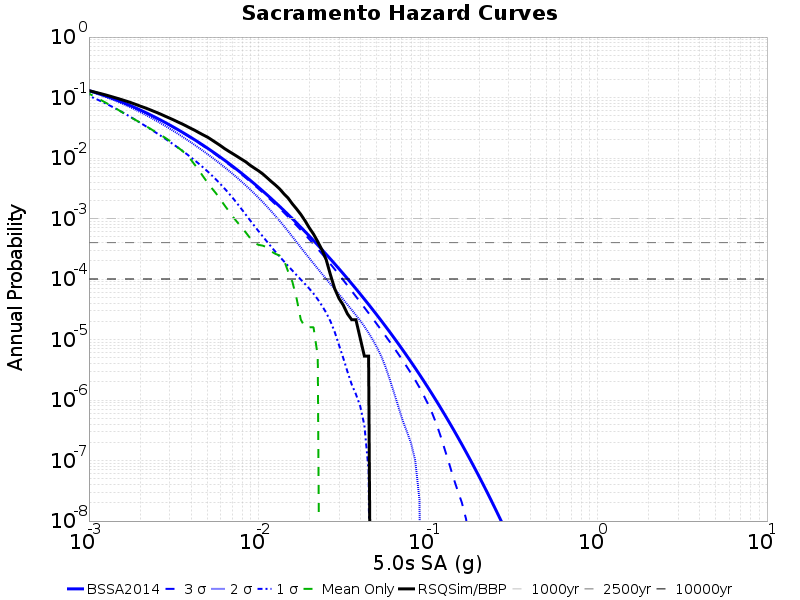 Sacramento Hazard Curves
Annual Probability
10^0
10^-1
10^-2
10^-3
10^-4
10^-5
10^-6
10^-7
10^-8
10^-3 10^-2 10^-1 10^0 10^1
5.0s SA (g)
BSSA2014 3 σ 2 σ 1 σ Mean Only RSQSim/BBP 1000yr 2500yr 10000yr